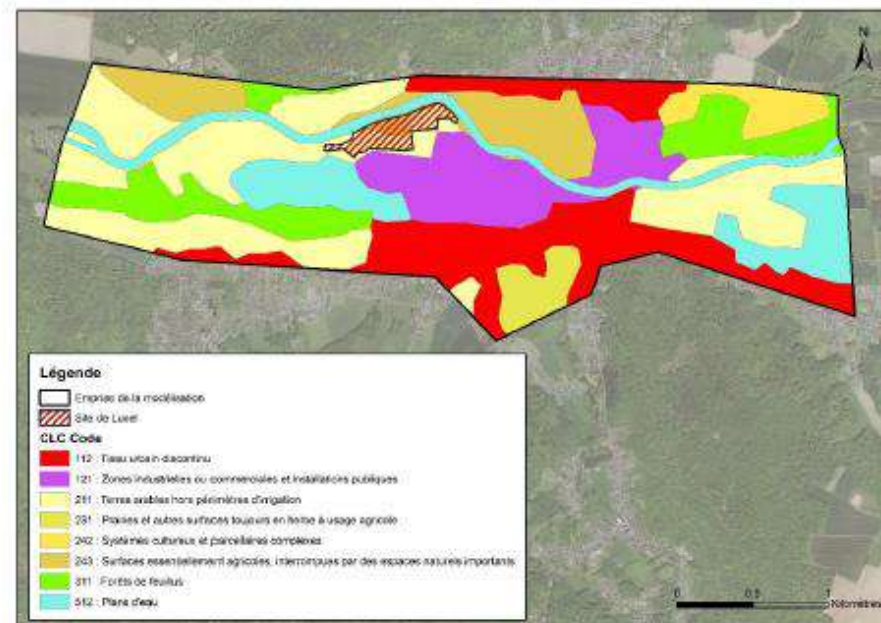 N
Légende
Emprise de la modélisation
Site de Luxel
CLC Code
112 : Tissu urbain discontinu
121 : Zones industrielles ou commerciales et installations publiques
211 : Terres arables hors périmètres d'irrigation
231 : Prairies et autres surfaces toujours en herbe à usage agricole
242 : Systèmes culturaux et parcellaires complexes
243 : Surfaces essentiellement agricoles, interrompues par des espaces naturels importants
311 : Forêts de feuillus
512 : Plans d'eau
0 0.5 1
Kilomètres